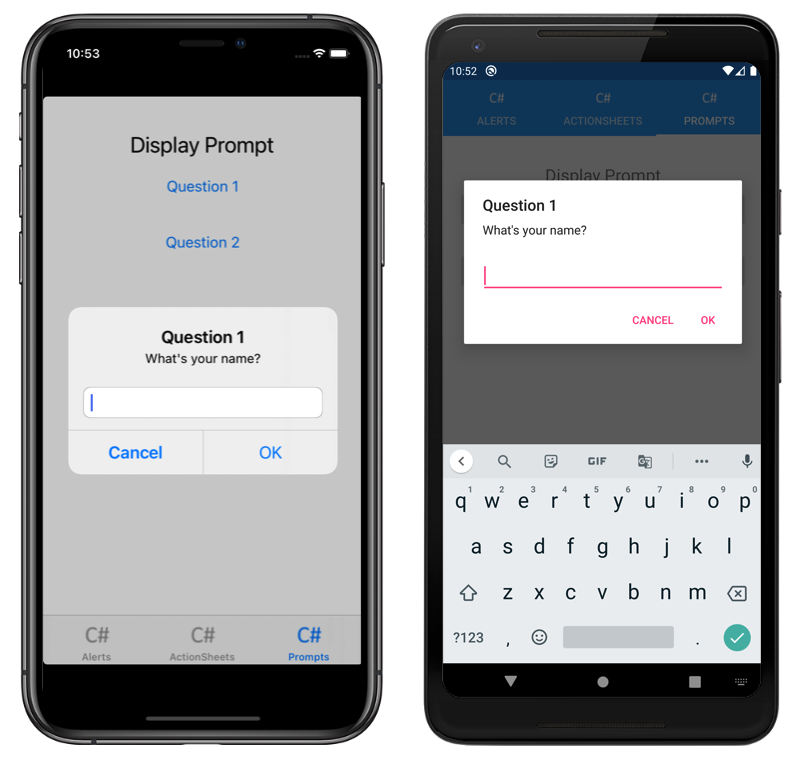 10:53
Display Prompt
Question 1
Question 2
Question 1
What's your name?
Cancel OK
C# C# C#
Alerts ActionSheets Prompts
10:52
C# C# C#
ALERTS ACTIONSHEETS PROMPTS
Display Prompt
Question 1
What's your name?
CANCEL OK
GIF
1 2 3 4 5 6 7 8 9 0
q w e r t y u i o p
a s d f g h j k l
z x c v b n m
?123 , .